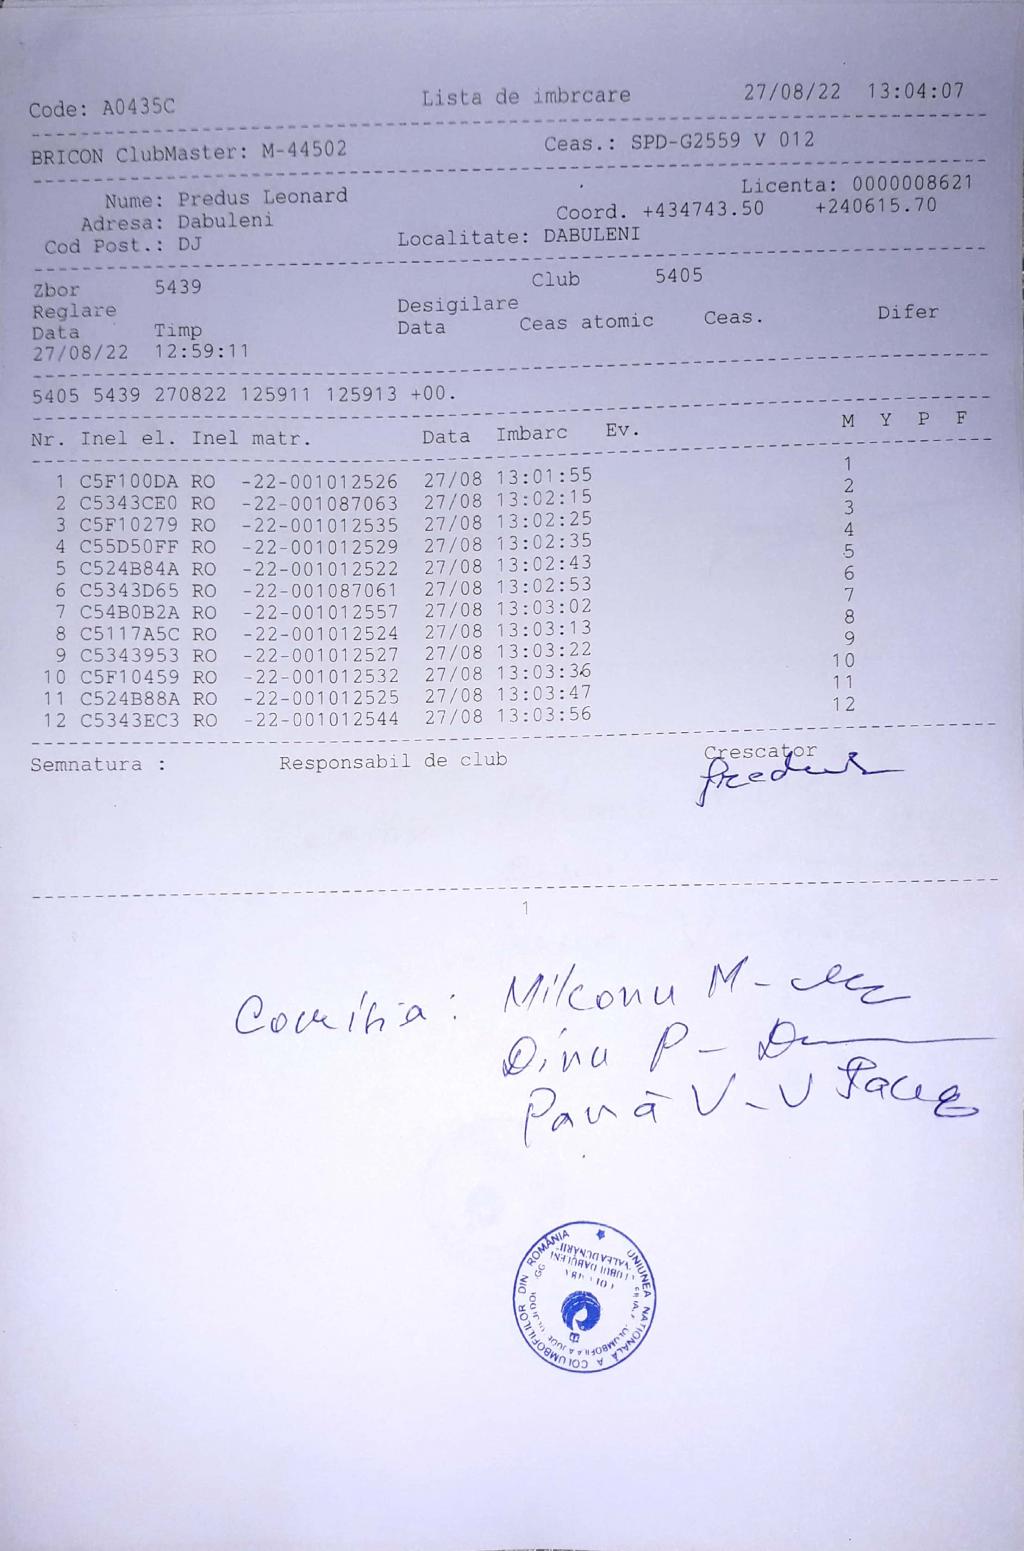 Code: A0435C Lista de imbrcare 27/08/22 13:04:07
BRICON ClubMaster: M-44502 Ceas.: SPD-G2559 V 012
Nume: Predus Leonard Licenta: 0000008621
Adresa: Dabuleni Coord. +434743.50 +240615.70
Cod Post.: DJ Localitate: DABULENI
Zbor 5439 Club 5405
Reglare Desigilare
Data Timp Data Ceas atomic Ceas. Difer
27/08/22 12:59:11
5405 5439 270822 125911 125913 +00.
Nr. Inel el. Inel matr. Data Imbarc Ev. M Y P F
1 C5F100DA RO -22-001012526 27/08 13:01:55 1
2 C5343CE0 RO -22-001087063 27/08 13:02:15 2
3 C5F10279 RO -22-001012535 27/08 13:02:25 3
4 C55D50FF RO -22-001012529 27/08 13:02:35 4
5 C524B84A RO -22-001012522 27/08 13:02:43 5
6 C5343D65 RO -22-001087061 27/08 13:02:53 6
7 C54B0B2A RO -22-001012557 27/08 13:03:02 7
8 C5117A5C RO -22-001012524 27/08 13:03:13 8
9 C5343953 RO -22-001012527 27/08 13:03:22 9
10 C5F10459 RO -22-001012532 27/08 13:03:36 10
11 C524B88A RO -22-001012525 27/08 13:03:47 11
12 C5343EC3 RO -22-001012544 27/08 13:03:56 12
Semnatura : Responsabil de club Crescator
Predus
1
Comisia: Milconu M -
Dinu P -
Pană V - V Pana
UNIUNEA NAŢIONALĂ A COLUMBOFILILOR DIN ROMÂNIA